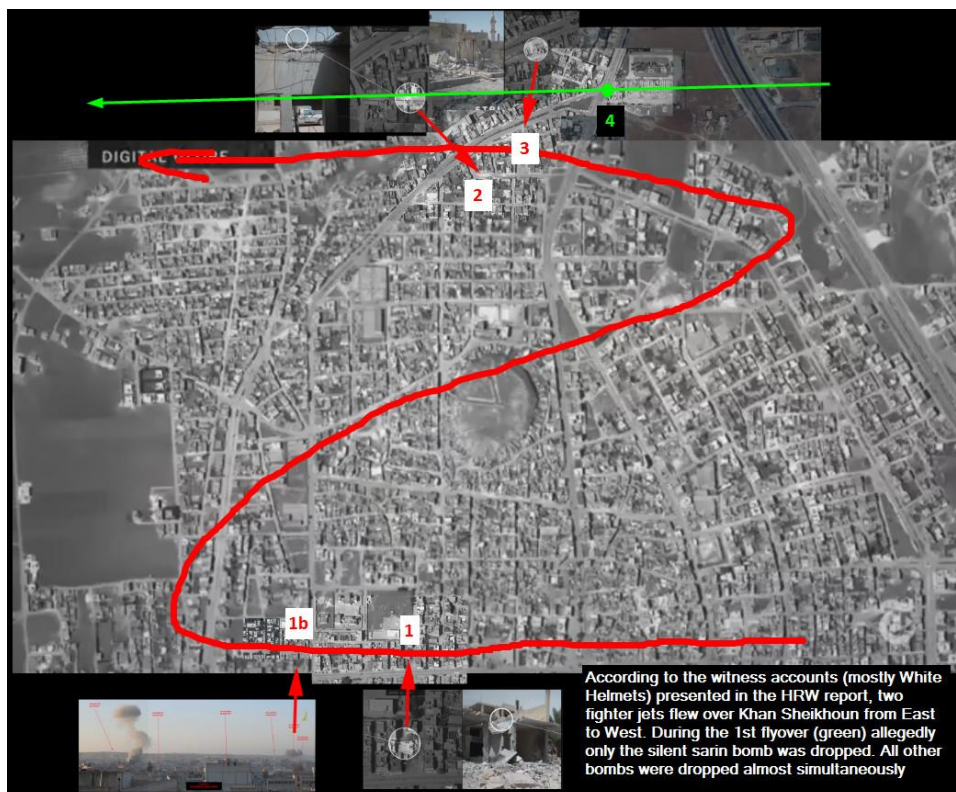 4
3
DIGITAL
2
1b
1
According to the witness accounts (mostly White
Helmets) presented in the HRW report, two
fighter jets flew over Khan Sheikhoun from East
to West. During the 1st flyover (green) allegedly
only the silent sarin bomb was dropped. All other
bombs were dropped almost simultaneously